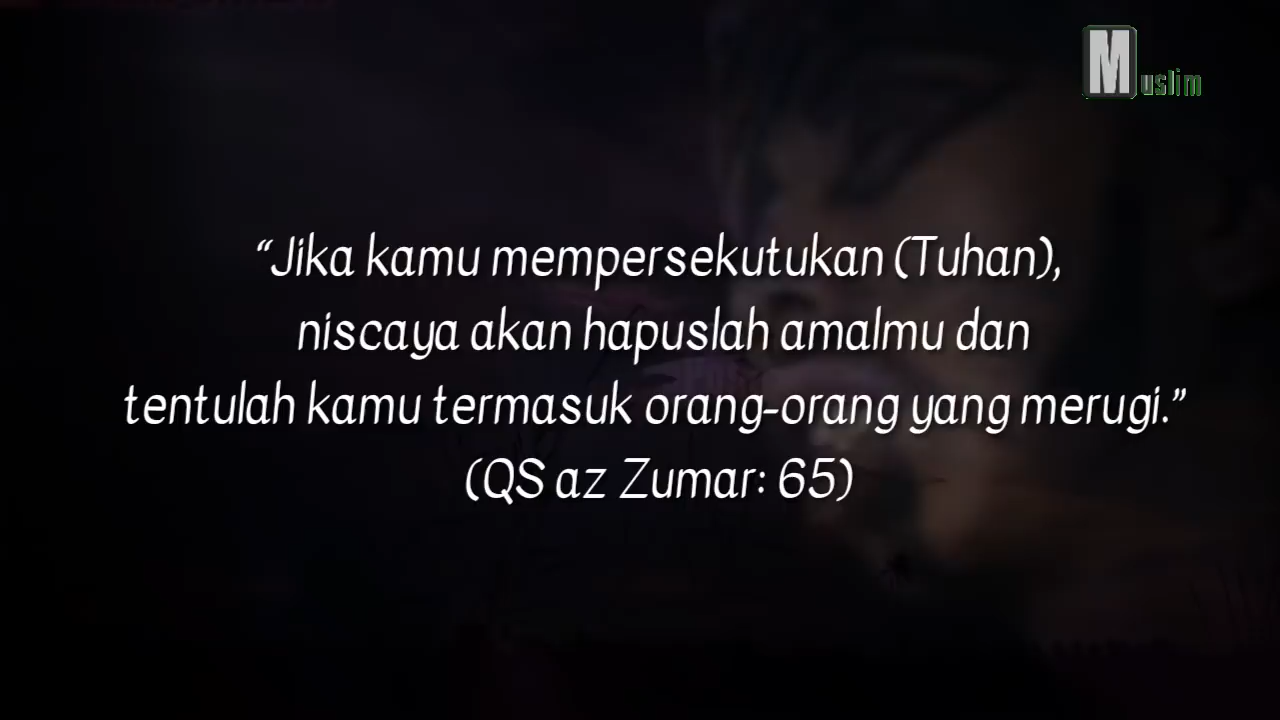 Muslim
“Jika kamu mempersekutukan (Tuhan),
niscaya akan hapuslah amalmu dan
tentulah kamu termasuk orang-orang yang merugi.”
(QS az Zumar: 65)